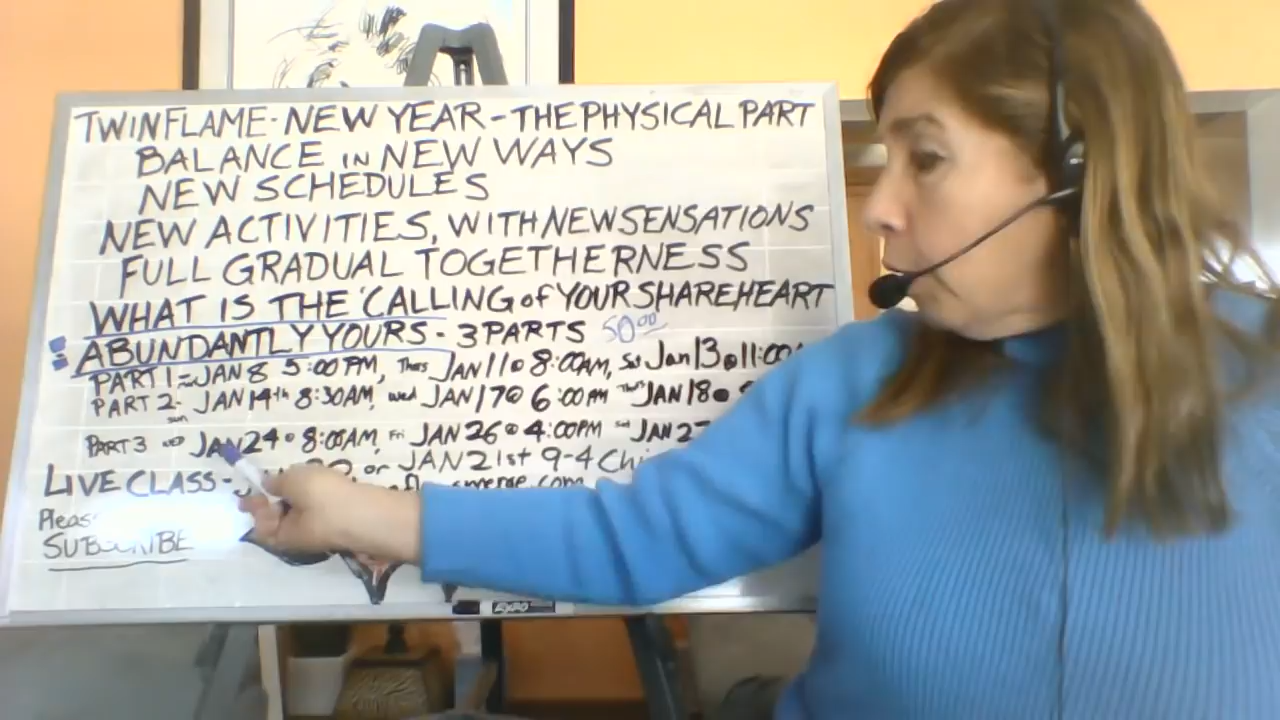 TWINFLAME - NEW YEAR - THE PHYSICAL PART
BALANCE IN NEW WAYS
NEW SCHEDULES
NEW ACTIVITIES, WITH NEW SENSATIONS
FULL GRADUAL TOGETHERNESS
WHAT IS THE CALLING of YOUR SHAREHEART
ABUNDANTLY YOURS - 3 PARTS 50.00
PART 1 - JAN 8 5:00PM, Thurs JAN 11 @ 8:00AM, Sat Jan 13 @ 11:00
PART 2 - sun JAN 14th 8:30AM, wed JAN 17 @ 6:00PM Thurs JAN 18 @
PART 3 wed JAN 24 @ 8:00AM, Fri JAN 26 @ 4:00PM Sat JAN 27
LIVE CLASS - or JAN 21st 9-4
SUBSCRIBE
EXPO